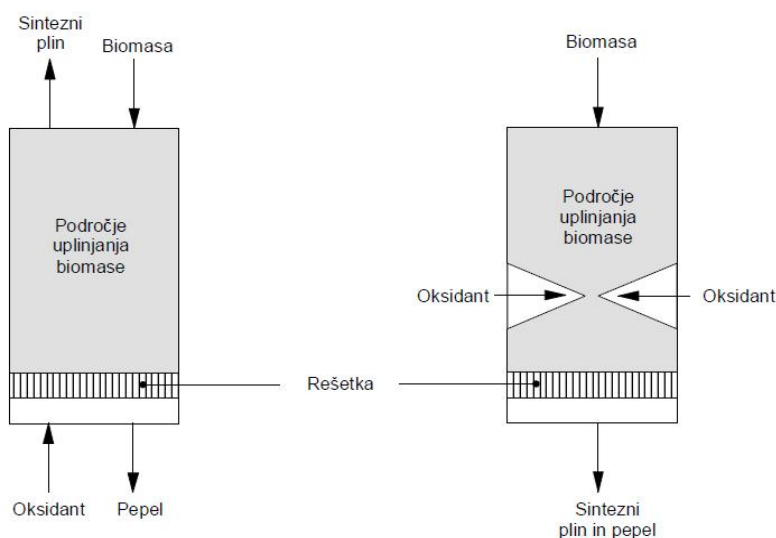 Sintezni
plin
Biomasa
Področje
uplinjanja
biomase
Oksidant
Pepel
Rešetka
Biomasa
Področje
uplinjanja
biomase
Oksidant
Oksidant
Sintezni
plin in pepel